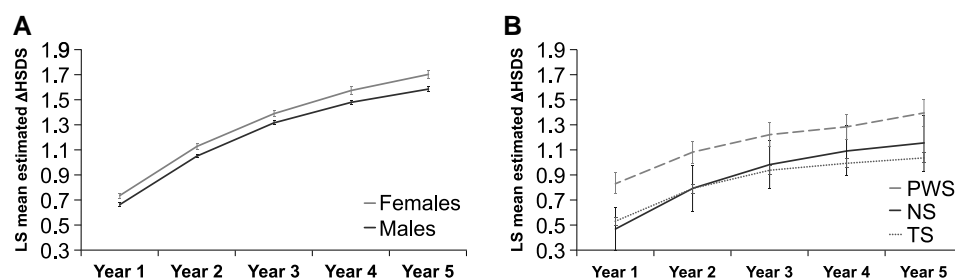 A
LS mean estimated ΔHSDS
1.9
1.7
1.5
1.3
1.1
0.9
0.7
0.5
0.3
Females
Males
Year 1 Year 2 Year 3 Year 4 Year 5
B
LS mean estimated ΔHSDS
1.9
1.7
1.5
1.3
1.1
0.9
0.7
0.5
0.3
PWS
NS
TS
Year 1 Year 2 Year 3 Year 4 Year 5